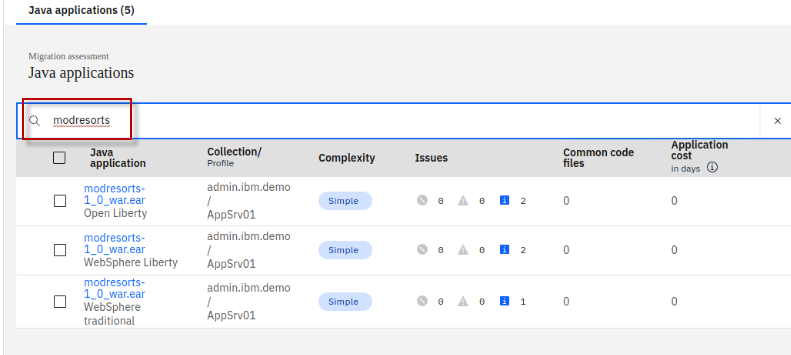 Java applications (5)
Migration assessment
Java applications
modresorts
Java application
Collection/
Profile
Complexity
Issues
Common code files
Application cost
in days
modresorts-
1_0_war.ear
Open Liberty
admin.ibm.demo
/
AppSrv01
Simple
0 0 2
0
0
modresorts-
1_0_war.ear
WebSphere Liberty
admin.ibm.demo
/
AppSrv01
Simple
0 0 2
0
0
modresorts-
1_0_war.ear
WebSphere
traditional
admin.ibm.demo
/
AppSrv01
Simple
0 0 1
0
0